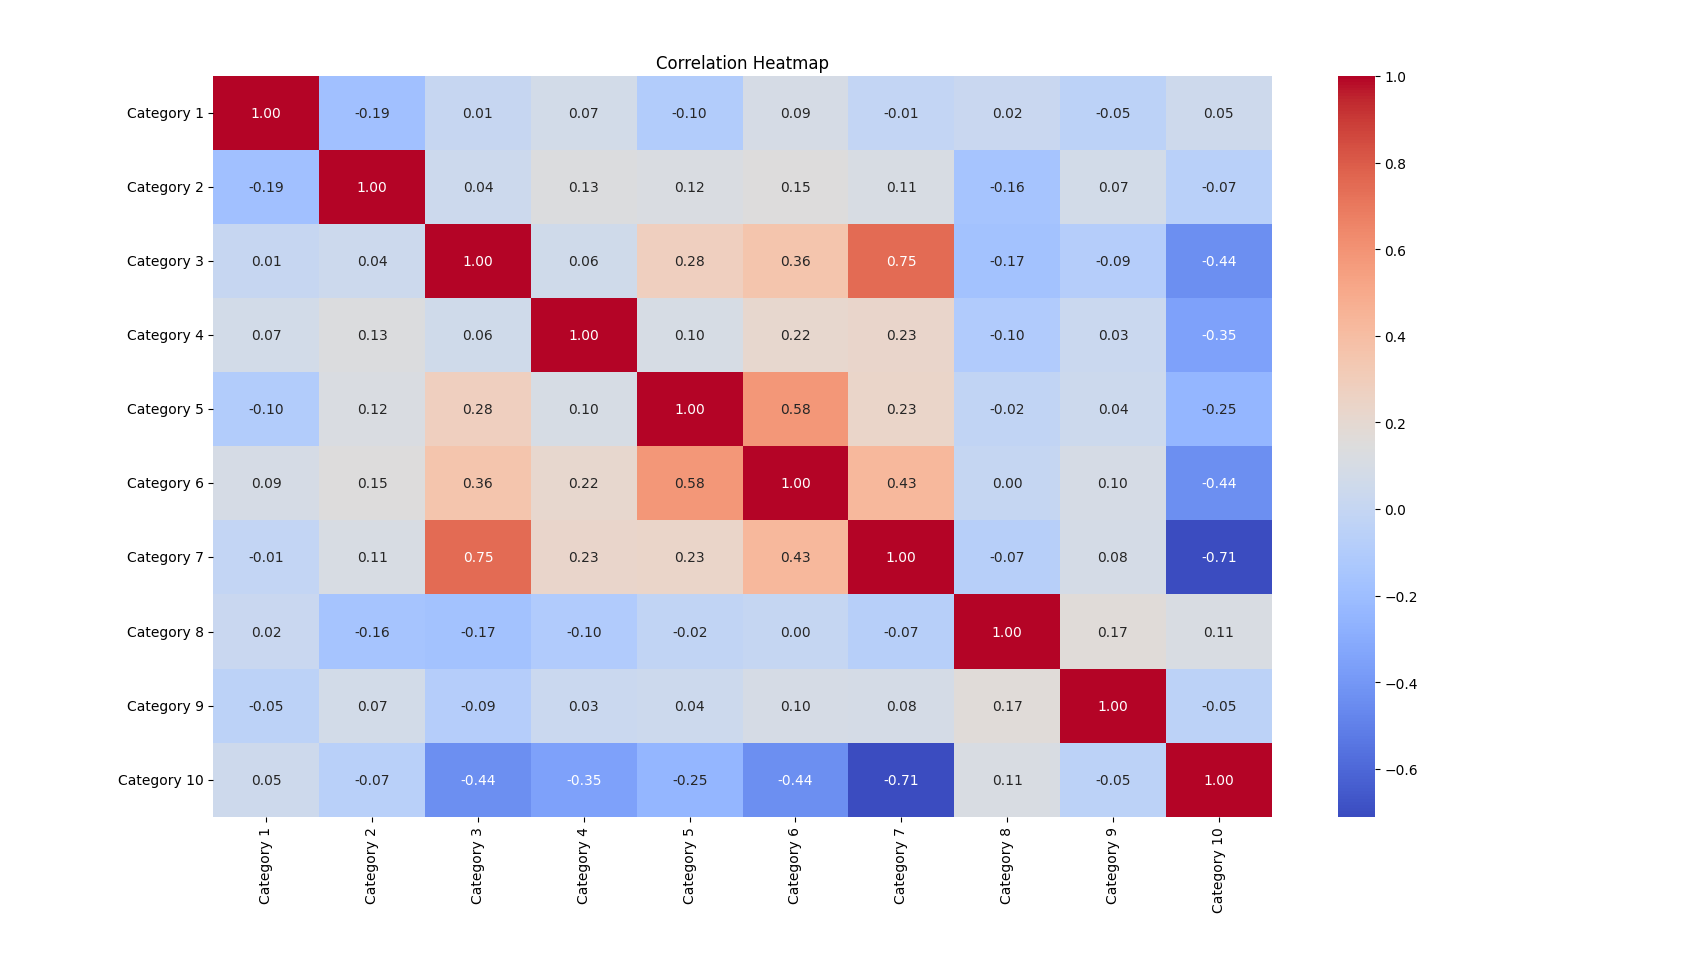 Correlation Heatmap
Category 1 1.00 -0.19 0.01 0.07 -0.10 0.09 -0.01 0.02 -0.05 0.05
Category 2 -0.19 1.00 0.04 0.13 0.12 0.15 0.11 -0.16 0.07 -0.07
Category 3 0.01 0.04 1.00 0.06 0.28 0.36 0.75 -0.17 -0.09 -0.44
Category 4 0.07 0.13 0.06 1.00 0.10 0.22 0.23 -0.10 0.03 -0.35
Category 5 -0.10 0.12 0.28 0.10 1.00 0.58 0.23 -0.02 0.04 -0.25
Category 6 0.09 0.15 0.36 0.22 0.58 1.00 0.43 0.00 0.10 -0.44
Category 7 -0.01 0.11 0.75 0.23 0.23 0.43 1.00 -0.07 0.08 -0.71
Category 8 0.02 -0.16 -0.17 -0.10 -0.02 0.00 -0.07 1.00 0.17 0.11
Category 9 -0.05 0.07 -0.09 0.03 0.04 0.10 0.08 0.17 1.00 -0.05
Category 10 0.05 -0.07 -0.44 -0.35 -0.25 -0.44 -0.71 0.11 -0.05 1.00
Category 1
Category 2
Category 3
Category 4
Category 5
Category 6
Category 7
Category 8
Category 9
Category 10
1.0
0.8
0.6
0.4
0.2
0.0
−0.2
−0.4
−0.6